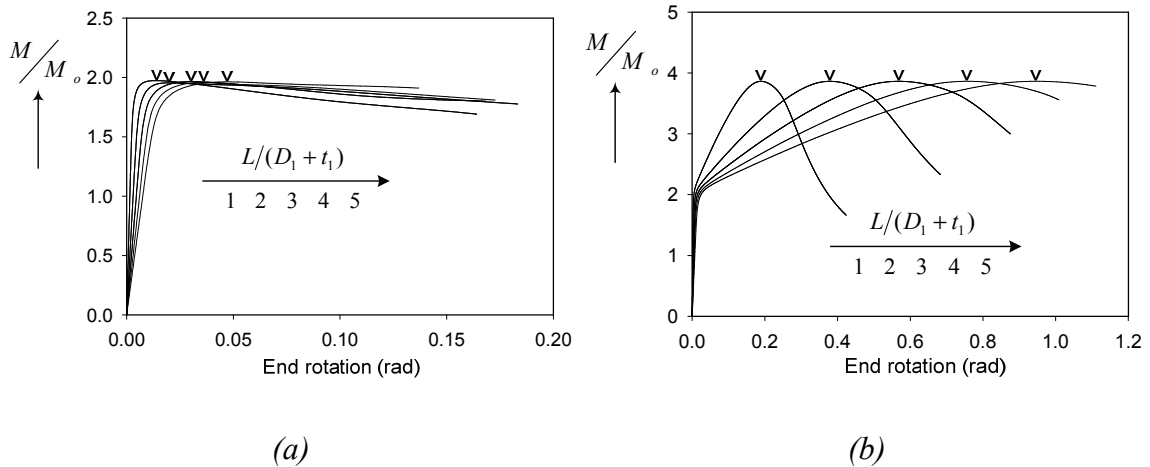 M/M_o
2.5
2.0
1.5
1.0
0.5
0.0
v v v v v
L/(D_1 + t_1)
1 2 3 4 5
0.00 0.05 0.10 0.15 0.20
End rotation (rad)
(a)
M/M_o
5
4
3
2
1
0
v v v v v
L/(D_1 + t_1)
1 2 3 4 5
0.0 0.2 0.4 0.6 0.8 1.0 1.2
End rotation (rad)
(b)